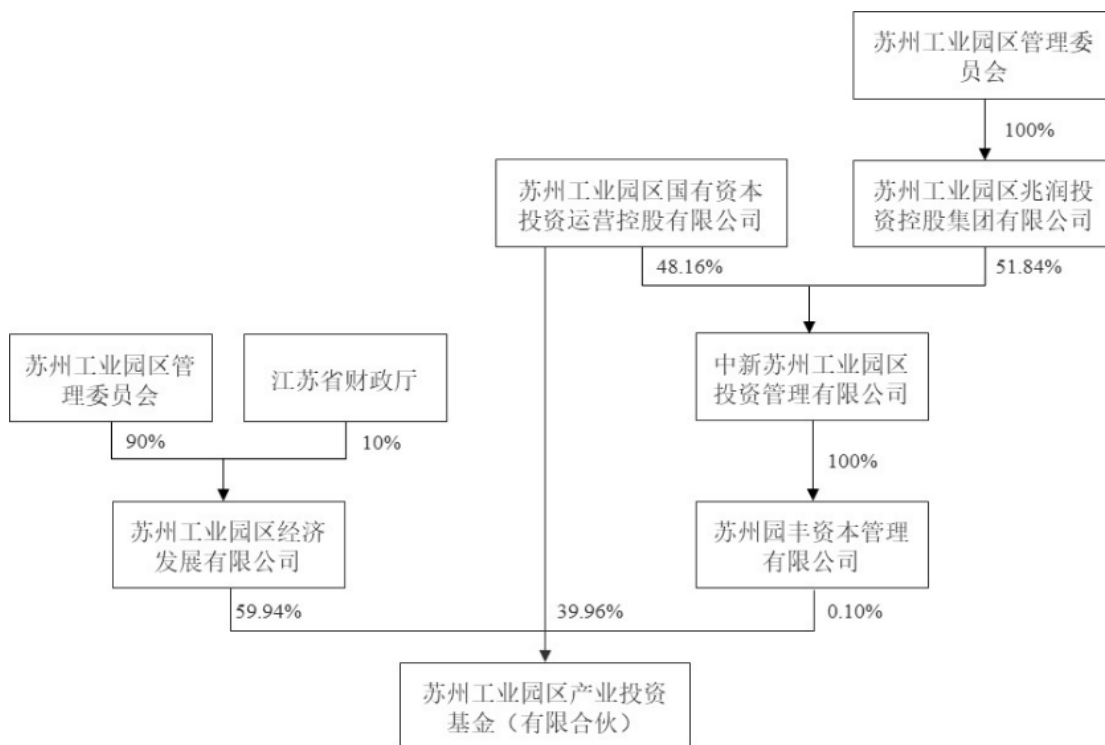 苏州工业园区管理委
员会
100%
苏州工业园区国有资本
投资运营控股有限公司
苏州工业园区兆润投
资控股集团有限公司
48.16%
51.84%
苏州工业园区管
理委员会
江苏省财政厅
中新苏州工业园区
投资管理有限公司
90%
10%
100%
苏州工业园区经济
发展有限公司
苏州园丰资本管理
有限公司
59.94%
39.96%
0.10%
苏州工业园区产业投资
基金（有限合伙）